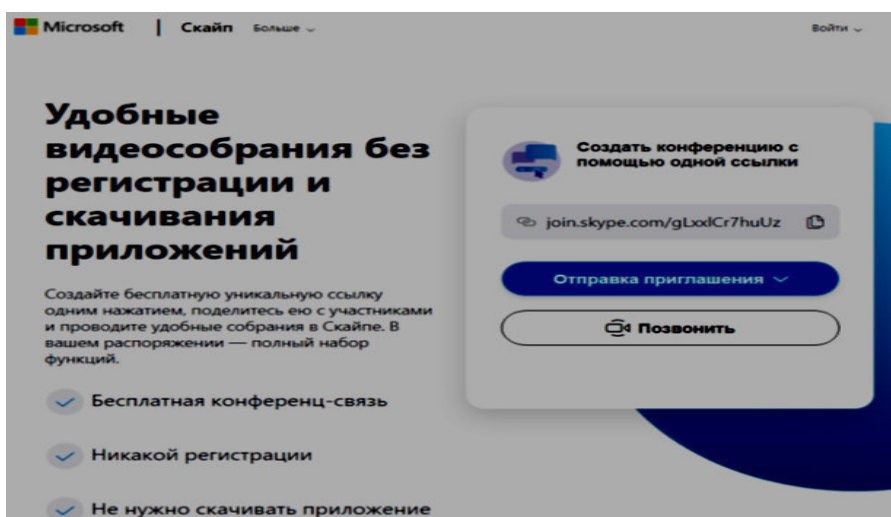 Microsoft | Скайп Больше
Войти
Удобные
видеособрания без
регистрации и
скачивания
приложений
Создайте бесплатную уникальную ссылку
одним нажатием, поделитесь ею с участниками
и проводите удобные собрания в Скайпе. В
вашем распоряжении — полный набор
функций.
Бесплатная конференц-связь
Никакой регистрации
Не нужно скачивать приложение
Создать конференцию с
помощью одной ссылки
join.skype.com/gLxxlCr7huUz
Отправка приглашения
Позвонить